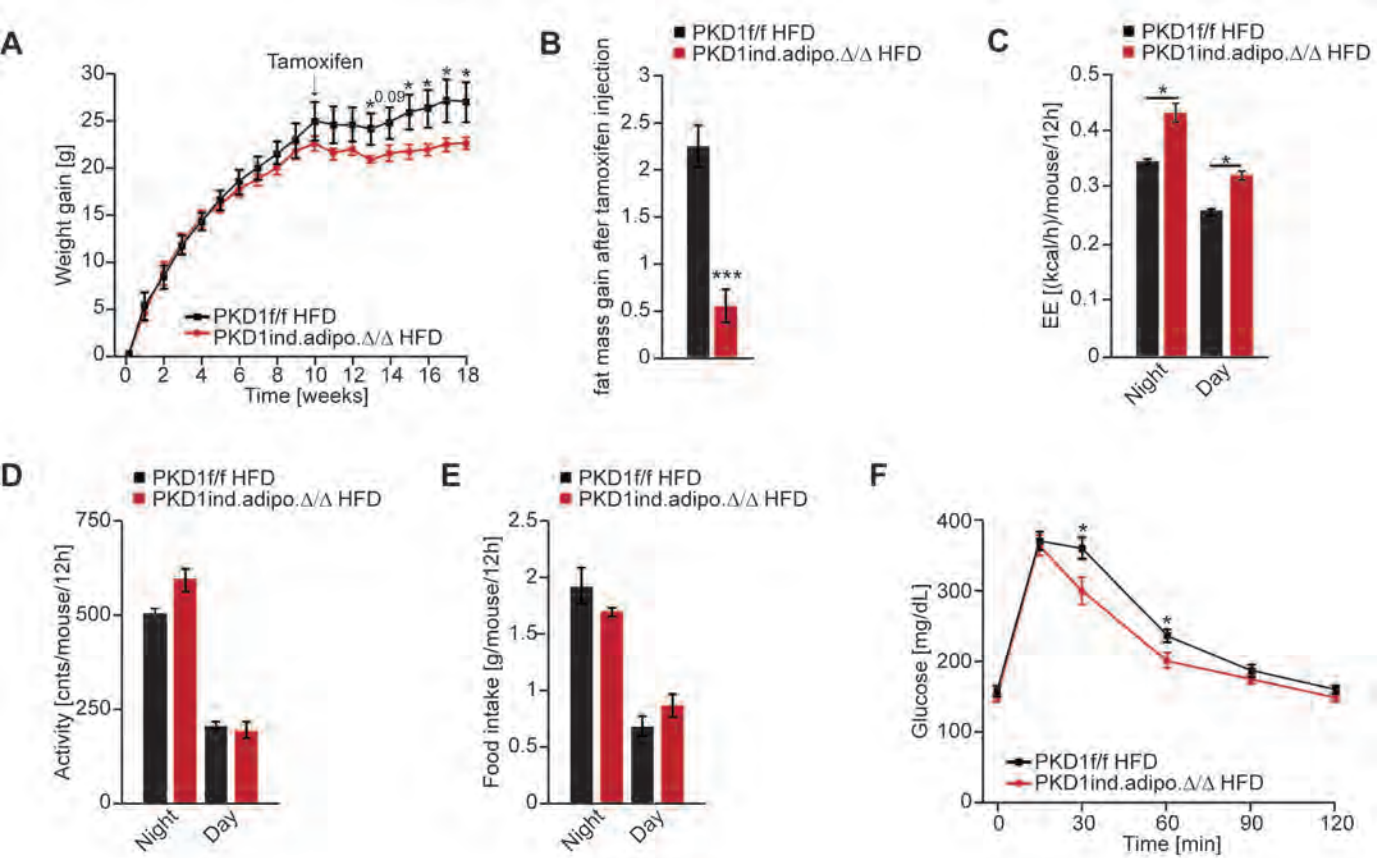 A
Tamoxifen
30
25
20
15
10
5
0
Weight gain [g]
* 0.09 * * * *
PKD1f/f HFD
PKD1ind.adipo.Δ/Δ HFD
0 2 4 6 8 10 12 14 16 17 18
Time [weeks]
B
PKD1f/f HFD
PKD1ind.adipo.Δ/Δ HFD
fat mass gain after tamoxifen injection
3
2.5
2
1.5
1
0.5
0
***
C
PKD1f/f HFD
PKD1ind.adipo.Δ/Δ HFD
EE [(kcal/h)/mouse/12h]
0.5
0.4
0.3
0.2
0.1
0
*
*
Night Day
D
PKD1f/f HFD
PKD1ind.adipo.Δ/Δ HFD
Activity [cnts/mouse/12h]
750
500
250
0
Night Day
E
PKD1f/f HFD
PKD1ind.adipo.Δ/Δ HFD
Food intake [g/mouse/12h]
2.5
2
1.5
1
0.5
0
Night Day
F
Glucose [mg/dL]
400
300
200
100
0
*
*
PKD1f/f HFD
PKD1ind.adipo.Δ/Δ HFD
0 30 60 90 120
Time [min]